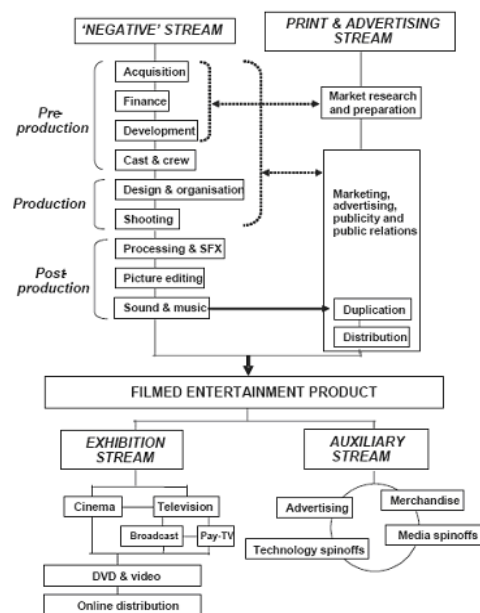 ‘NEGATIVE’ STREAM
PRINT & ADVERTISING
STREAM
Pre-
production
Acquisition
Finance
Development
Cast & crew
Market research
and preparation
Production
Design & organisation
Shooting
Marketing,
advertising,
publicity and
public relations
Post-
production
Processing & SFX
Picture editing
Sound & music
Duplication
Distribution
FILMED ENTERTAINMENT PRODUCT
EXHIBITION
STREAM
AUXILIARY
STREAM
Cinema
Television
Broadcast
Pay-TV
DVD & video
Online distribution
Advertising
Merchandise
Technology spinoffs
Media spinoffs